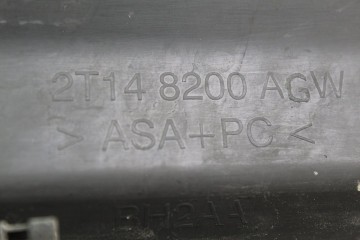 2T14 8200 AGW
> ASA+PC <